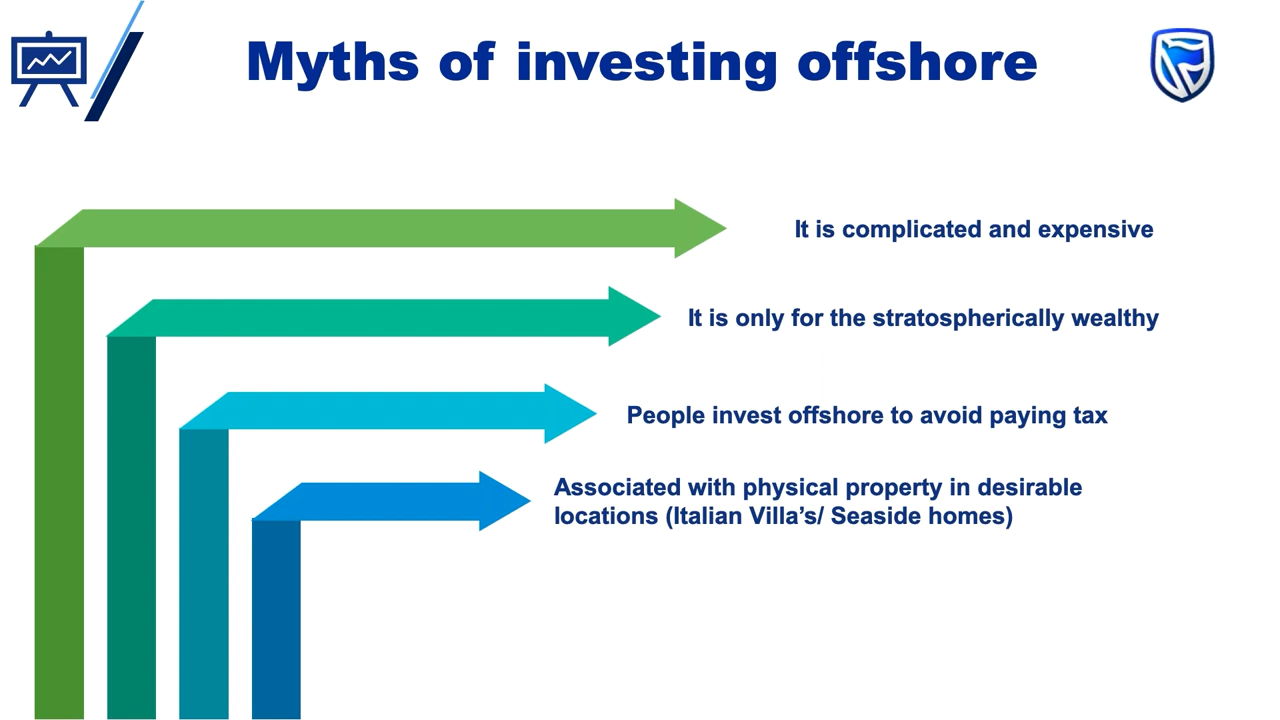 Myths of investing offshore
It is complicated and expensive
It is only for the stratospherically wealthy
People invest offshore to avoid paying tax
Associated with physical property in desirable
locations (Italian Villa’s/ Seaside homes)